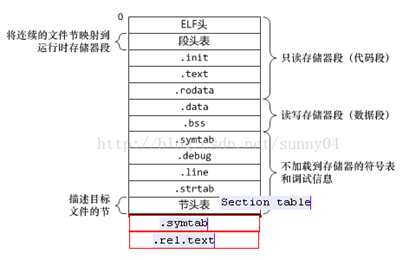 0
ELF头
将连续的文件节映射到
运行时存储器段
段头表
.init
.text
.rodata
只读存储器段（代码段）
.data
.bss
读写存储器段（数据段）
.symtab
.debug
.line
.strtab
不加载到存储器的符号表
和调试信息
描述目标
文件的节
节头表
Section table
.symtab
.rel.text
http://blog.csdn.net/sunny04